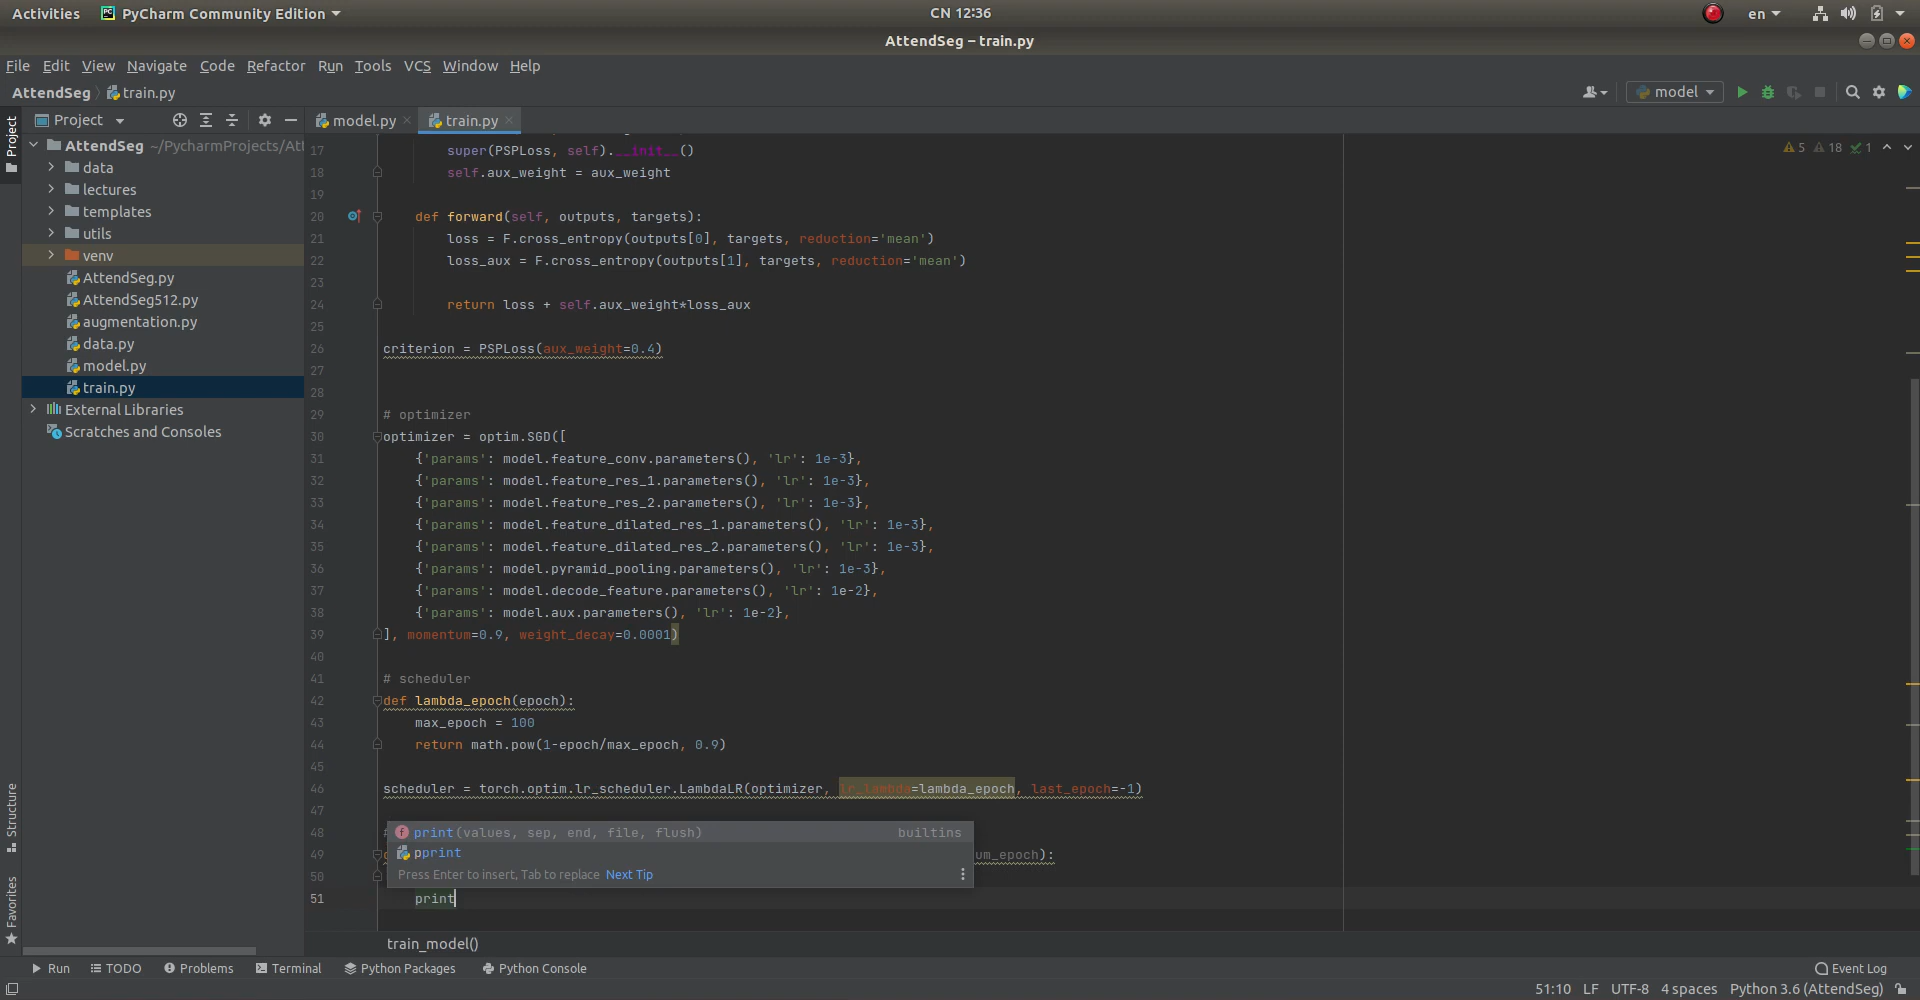 Activities PyCharm Community Edition CN 12:36 en
AttendSeg – train.py
File Edit View Navigate Code Refactor Run Tools VCS Window Help
AttendSeg train.py model
Project
model.py train.py
5 18 1
AttendSeg ~/PycharmProjects/Att
data
lectures
templates
utils
venv
AttendSeg.py
AttendSeg512.py
augmentation.py
data.py
model.py
train.py
External Libraries
Scratches and Consoles
Project
Structure
Favorites
17 super(PSPLoss, self).__init__()
18 self.aux_weight = aux_weight
19
20 def forward(self, outputs, targets):
21 loss = F.cross_entropy(outputs[0], targets, reduction='mean')
22 loss_aux = F.cross_entropy(outputs[1], targets, reduction='mean')
23
24 return loss + self.aux_weight*loss_aux
25
26 criterion = PSPLoss(aux_weight=0.4)
27
28
29 # optimizer
30 optimizer = optim.SGD([
31 {'params': model.feature_conv.parameters(), 'lr': 1e-3},
32 {'params': model.feature_res_1.parameters(), 'lr': 1e-3},
33 {'params': model.feature_res_2.parameters(), 'lr': 1e-3},
34 {'params': model.feature_dilated_res_1.parameters(), 'lr': 1e-3},
35 {'params': model.feature_dilated_res_2.parameters(), 'lr': 1e-3},
36 {'params': model.pyramid_pooling.parameters(), 'lr': 1e-3},
37 {'params': model.decode_feature.parameters(), 'lr': 1e-2},
38 {'params': model.aux.parameters(), 'lr': 1e-2},
39 ], momentum=0.9, weight_decay=0.0001)
40
41 # scheduler
42 def lambda_epoch(epoch):
43 max_epoch = 100
44 return math.pow(1-epoch/max_epoch, 0.9)
45
46 scheduler = torch.optim.lr_scheduler.LambdaLR(optimizer, lr_lambda=lambda_epoch, last_epoch=-1)
47
48 print(values, sep, end, file, flush) builtins
49 pprint um_epoch):
50 Press Enter to insert, Tab to replace Next Tip
51 print
train_model()
Run TODO Problems Terminal Python Packages Python Console Event Log
51:10 LF UTF-8 4 spaces Python 3.6 (AttendSeg)